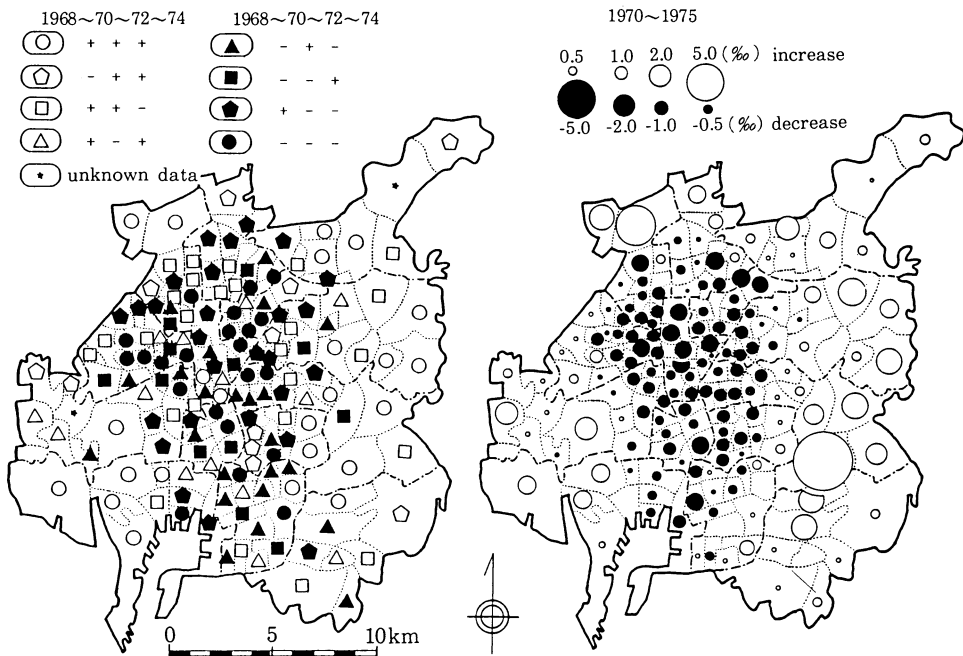 1968～70～72～74 1968～70～72～74
+ + + - + -
- + + - - +
+ + - + - -
+ - + - - -
unknown data
1970～1975
0.5 1.0 2.0 5.0 (‰) increase
-5.0 -2.0 -1.0 -0.5 (‰) decrease
0 5 10km